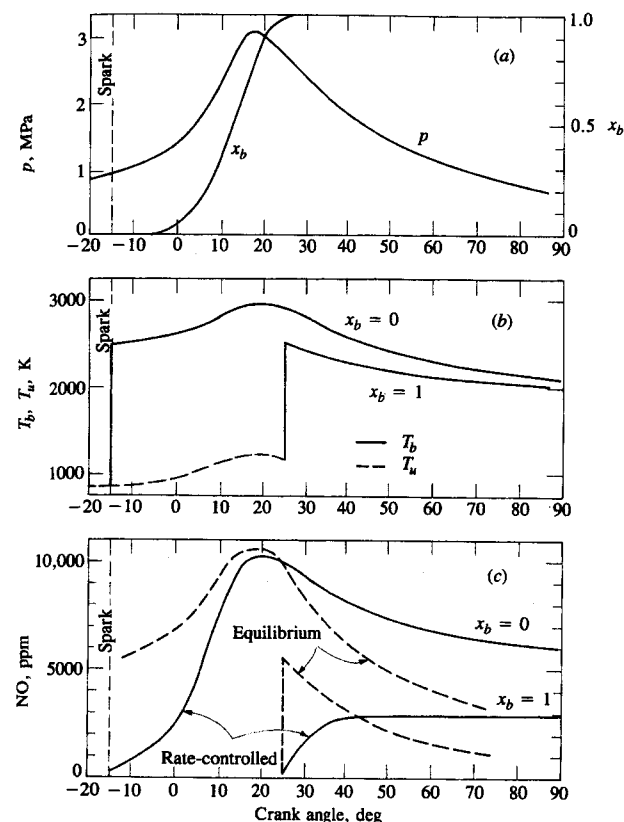 (a)
Spark
p, MPa
3
2
1
0
1.0
0.5
0
x_b
x_b
p
−20 −10 0 10 20 30 40 50 60 70 80 90
(b)
Spark
T_b, T_u, K
3000
2000
1000
x_b = 0
x_b = 1
T_b
T_u
−20 −10 0 10 20 30 40 50 60 70 80 90
(c)
Spark
NO, ppm
10,000
5000
0
x_b = 0
Equilibrium
x_b = 1
Rate-controlled
−20 −10 0 10 20 30 40 50 60 70 80 90
Crank angle, deg